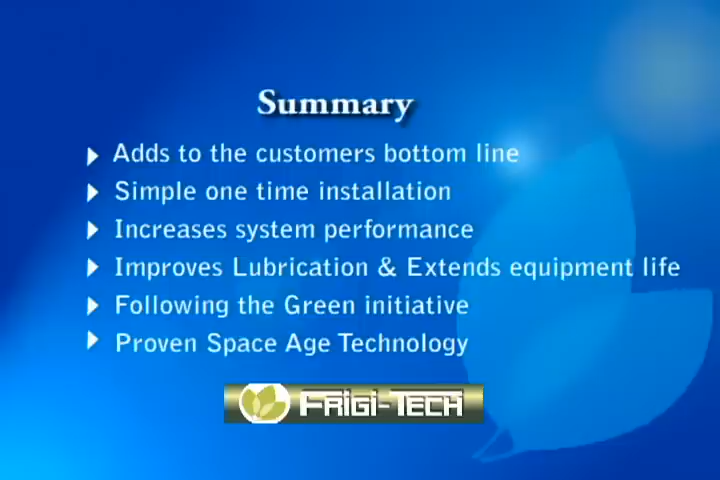 Summary
Adds to the customers bottom line
Simple one time installation
Increases system performance
Improves Lubrication & Extends equipment life
Following the Green initiative
Proven Space Age Technology
FRIGI-TECH